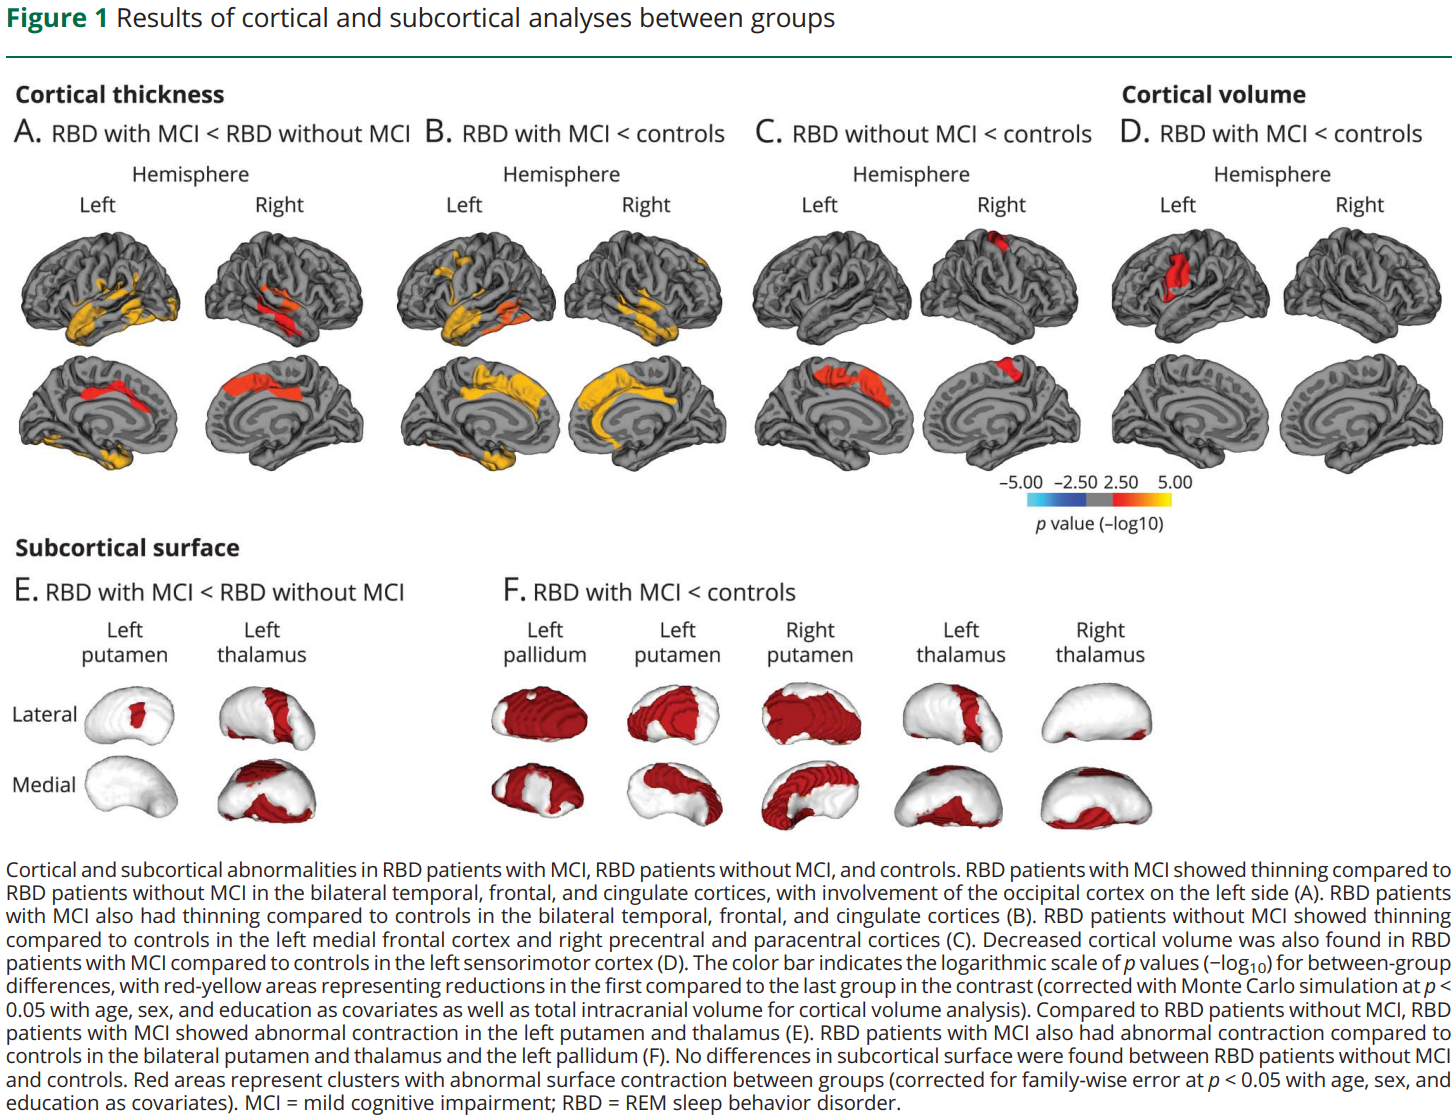 Figure 1 Results of cortical and subcortical analyses between groups
Cortical thickness
Cortical volume
A. RBD with MCI < RBD without MCI
B. RBD with MCI < controls
C. RBD without MCI < controls
D. RBD with MCI < controls
Hemisphere
Hemisphere
Hemisphere
Hemisphere
Left
Right
Left
Right
Left
Right
Left
Right
−5.00 −2.50 2.50 5.00
p value (−log10)
Subcortical surface
E. RBD with MCI < RBD without MCI
F. RBD with MCI < controls
Left putamen
Left thalamus
Left pallidum
Left putamen
Right putamen
Left thalamus
Right thalamus
Lateral
Medial
Cortical and subcortical abnormalities in RBD patients with MCI, RBD patients without MCI, and controls. RBD patients with MCI showed thinning compared to
RBD patients without MCI in the bilateral temporal, frontal, and cingulate cortices, with involvement of the occipital cortex on the left side (A). RBD patients
with MCI also had thinning compared to controls in the bilateral temporal, frontal, and cingulate cortices (B). RBD patients without MCI showed thinning
compared to controls in the left medial frontal cortex and right precentral and paracentral cortices (C). Decreased cortical volume was also found in RBD
patients with MCI compared to controls in the left sensorimotor cortex (D). The color bar indicates the logarithmic scale of p values (−log10) for between-group
differences, with red-yellow areas representing reductions in the first compared to the last group in the contrast (corrected with Monte Carlo simulation at p <
0.05 with age, sex, and education as covariates as well as total intracranial volume for cortical volume analysis). Compared to RBD patients without MCI, RBD
patients with MCI showed abnormal contraction in the left putamen and thalamus (E). RBD patients with MCI also had abnormal contraction compared to
controls in the bilateral putamen and thalamus and the left pallidum (F). No differences in subcortical surface were found between RBD patients without MCI
and controls. Red areas represent clusters with abnormal surface contraction between groups (corrected for family-wise error at p < 0.05 with age, sex, and
education as covariates). MCI = mild cognitive impairment; RBD = REM sleep behavior disorder.